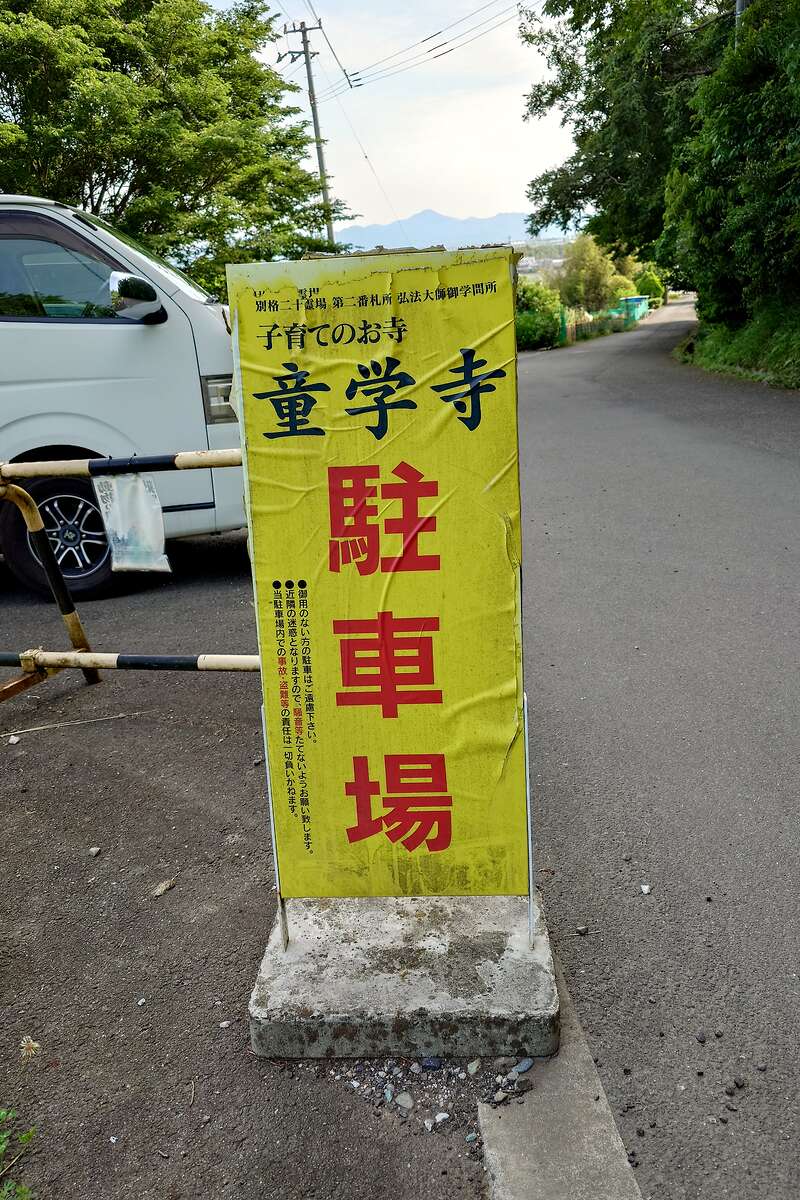 別格二十霊場 第二番札所 弘法大師御学問所
子育てのお寺
童学寺
駐車場
●御用のない方の駐車はご遠慮下さい。
●近隣の迷惑となりますので、騒音等たてないようお願い致します。
●当駐車場内での事故・盗難等の責任は一切負いかねます。